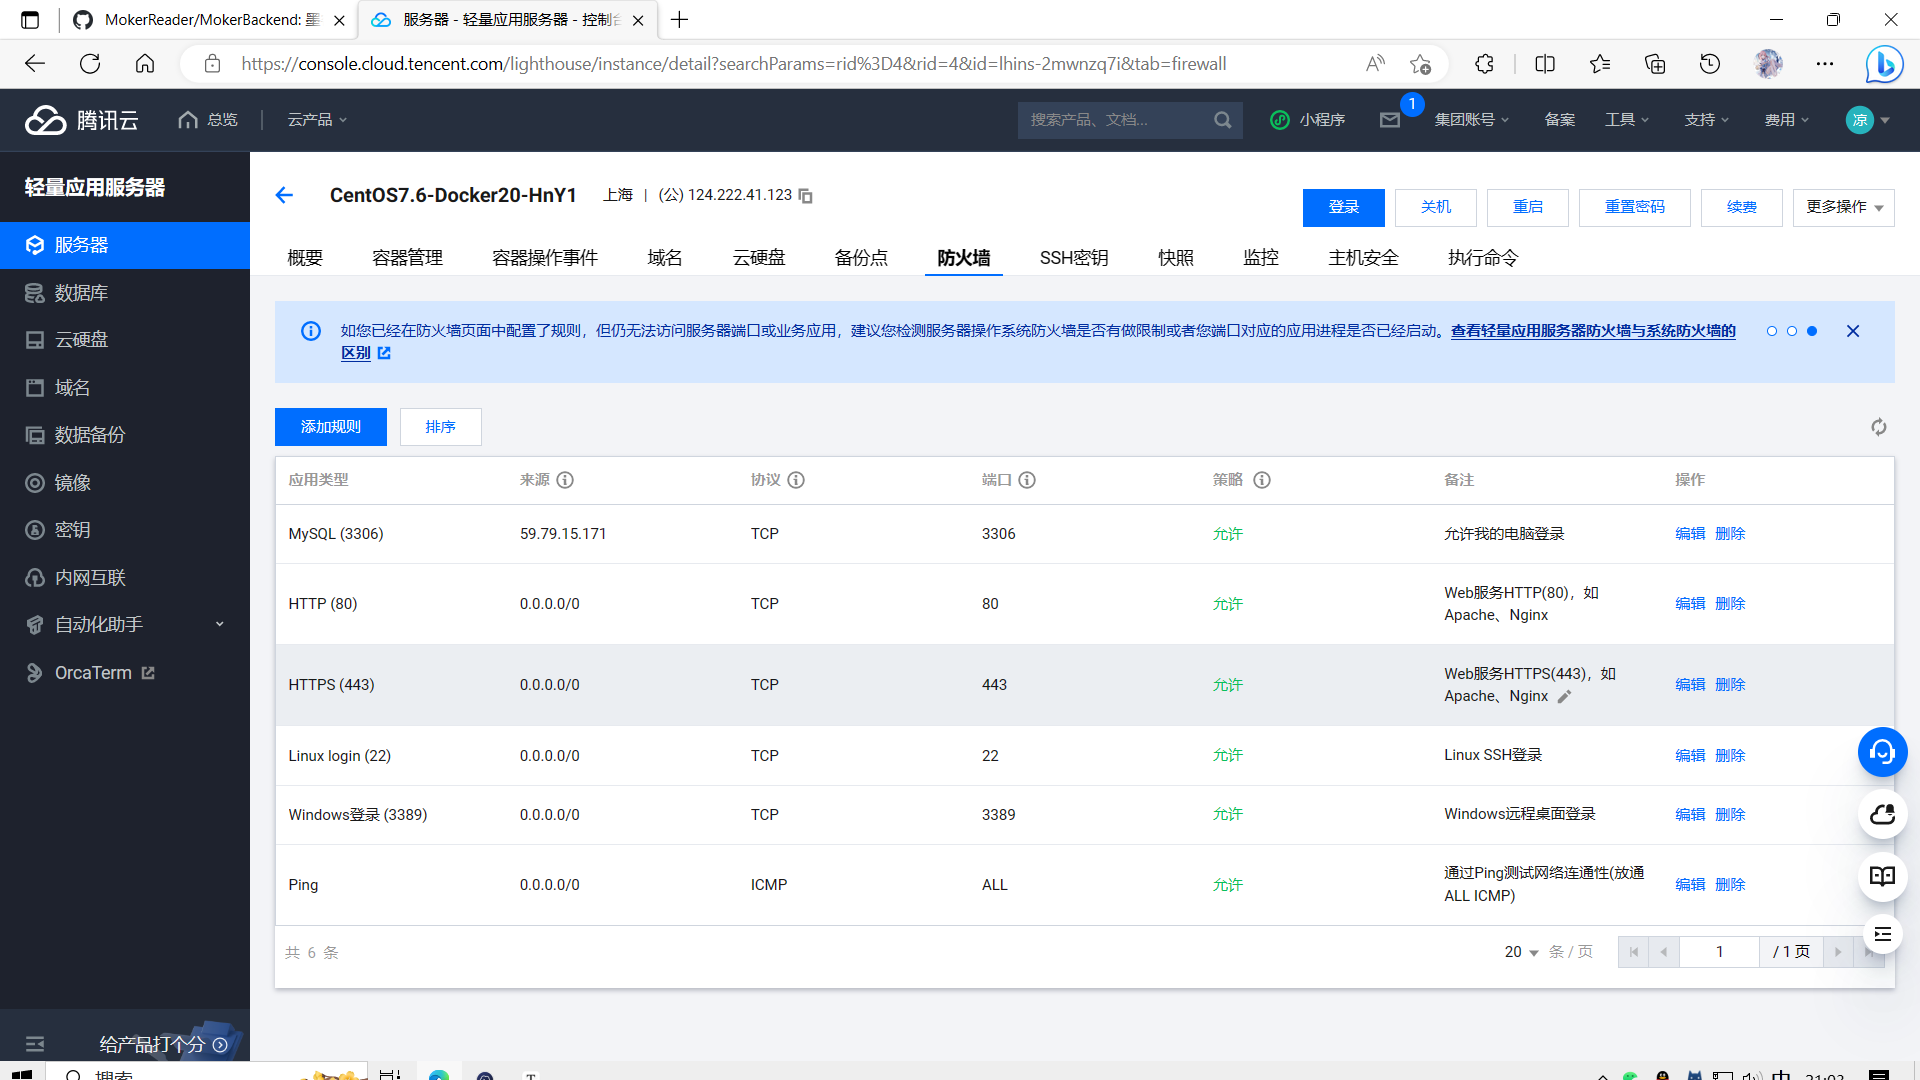 MokerReader/MokerBackend: 墨
服务器 - 轻量应用服务器 - 控制台
https://console.cloud.tencent.com/lighthouse/instance/detail?searchParams=rid%3D4&rid=4&id=lhins-2mwnzq7i&tab=firewall
腾讯云
总览
云产品
搜索产品、文档...
小程序
1
集团账号
备案
工具
支持
费用
凉
轻量应用服务器
服务器
数据库
云硬盘
域名
数据备份
镜像
密钥
内网互联
自动化助手
OrcaTerm
给产品打个分
CentOS7.6-Docker20-HnY1
上海 | (公) 124.222.41.123
登录
关机
重启
重置密码
续费
更多操作
概要 容器管理 容器操作事件 域名 云硬盘 备份点 防火墙 SSH密钥 快照 监控 主机安全 执行命令
如您已经在防火墙页面中配置了规则，但仍无法访问服务器端口或业务应用，建议您检测服务器操作系统防火墙是否有做限制或者您端口对应的应用进程是否已经启动。查看轻量应用服务器防火墙与系统防火墙的
区别
添加规则
排序
应用类型 来源 协议 端口 策略 备注 操作
MySQL (3306) 59.79.15.171 TCP 3306 允许 允许我的电脑登录 编辑 删除
HTTP (80) 0.0.0.0/0 TCP 80 允许 Web服务HTTP(80)，如
Apache、Nginx 编辑 删除
HTTPS (443) 0.0.0.0/0 TCP 443 允许 Web服务HTTPS(443)，如
Apache、Nginx 编辑 删除
Linux login (22) 0.0.0.0/0 TCP 22 允许 Linux SSH登录 编辑 删除
Windows登录 (3389) 0.0.0.0/0 TCP 3389 允许 Windows远程桌面登录 编辑 删除
Ping 0.0.0.0/0 ICMP ALL 允许 通过Ping测试网络连通性(放通
ALL ICMP) 编辑 删除
共 6 条
20 条 / 页
1 / 1 页
搜索
中
21:03